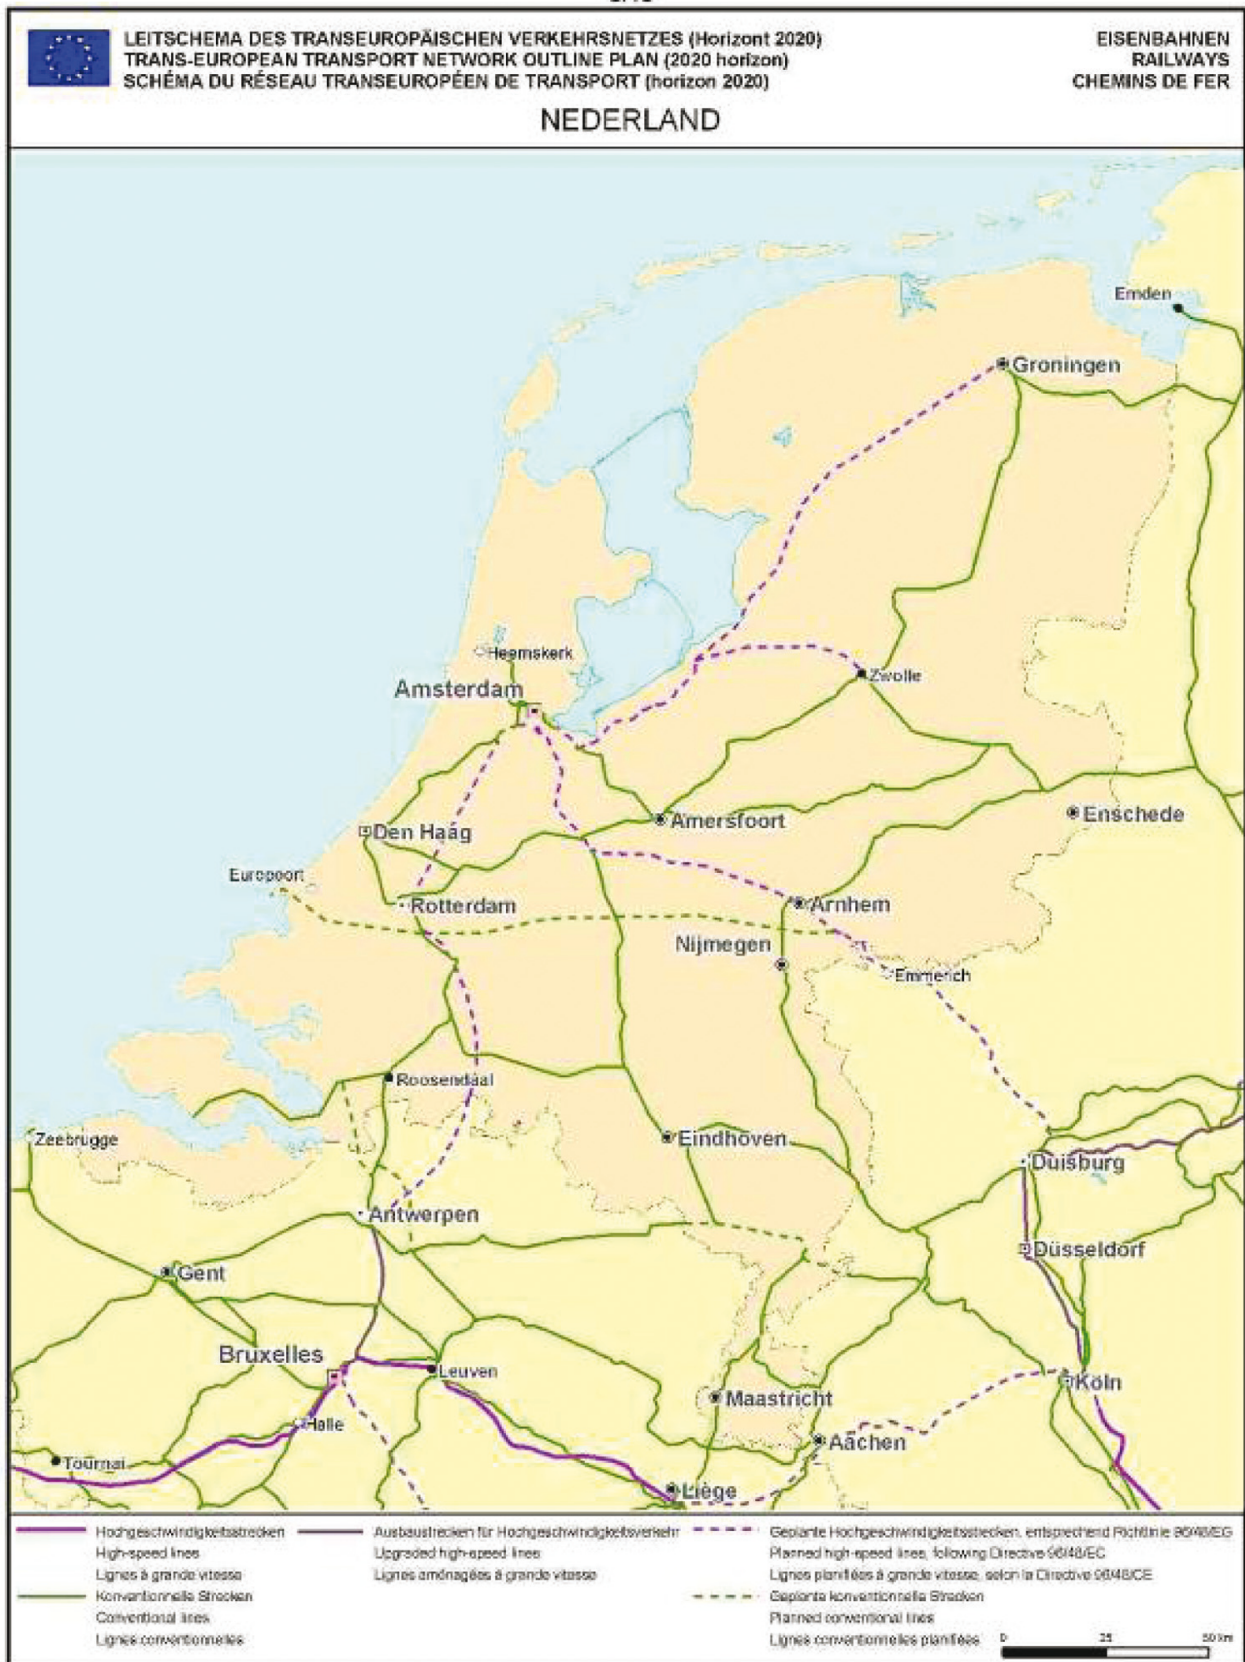 LEITSCHEMA DES TRANSEUROPÄISCHEN VERKEHRSNETZES (Horizont 2020)
TRANS-EUROPEAN TRANSPORT NETWORK OUTLINE PLAN (2020 horizon)
SCHÉMA DU RÉSEAU TRANSEUROPÉEN DE TRANSPORT (horizon 2020)
EISENBAHNEN
RAILWAYS
CHEMINS DE FER
NEDERLAND
Emden
Groningen
Heemskerk
Zwolle
Amsterdam
Enschede
Amersfoort
Den Haag
Europoort
Rotterdam
Arnhem
Nijmegen
Emmerich
Roosendaal
Zeebrugge
Eindhoven
Duisburg
Antwerpen
Düsseldorf
Gent
Bruxelles
Leuven
Köln
Maastricht
Halle
Aachen
Tournai
Liège
Hochgeschwindigkeitsstrecken
High-speed lines
Lignes à grande vitesse
Konventionelle Strecken
Conventional lines
Lignes conventionnelles
Ausbaustrecken für Hochgeschwindigkeitsverkehr
Upgraded high-speed lines
Lignes aménagées à grande vitesse
Geplante Hochgeschwindigkeitsstrecken, entsprechend Richtlinie 96/48/EG
Planned high-speed lines, following Directive 96/48/EC
Lignes planifiées à grande vitesse, selon la Directive 96/48/CE
Geplante konventionelle Strecken
Planned conventional lines
Lignes conventionnelles planifiées
0 25 50 km